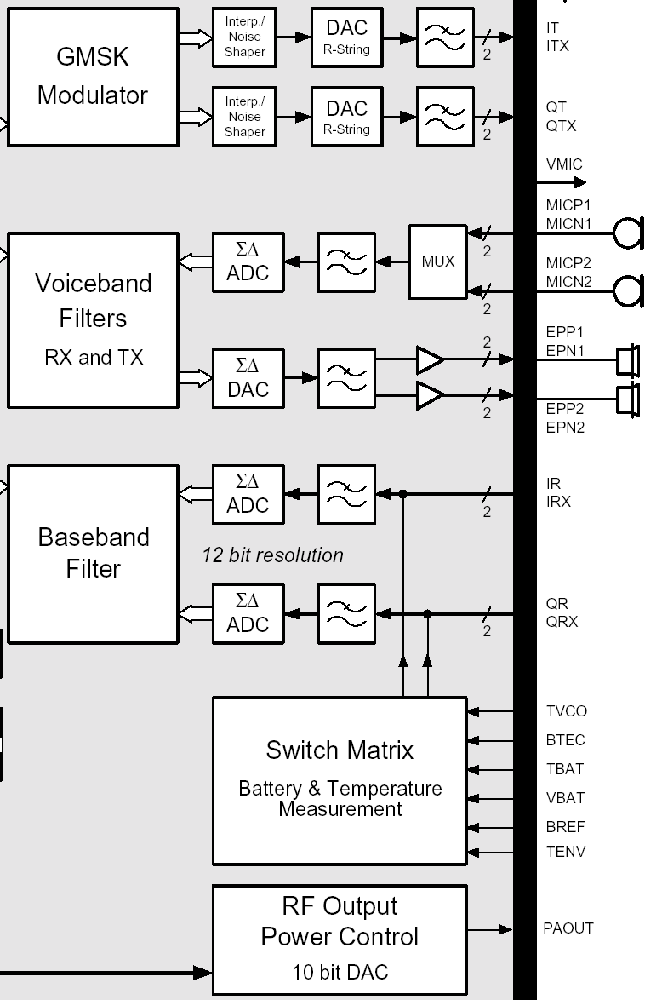 GMSK
Modulator
Interp./
Noise
Shaper
DAC
R-String
2
IT
ITX
Interp./
Noise
Shaper
DAC
R-String
2
QT
QTX
VMIC
Voiceband
Filters
RX and TX
ΣΔ
ADC
MUX
2
MICP1
MICN1
2
MICP2
MICN2
ΣΔ
DAC
2
EPP1
EPN1
2
EPP2
EPN2
Baseband
Filter
ΣΔ
ADC
2
IR
IRX
12 bit resolution
ΣΔ
ADC
2
QR
QRX
Switch Matrix
Battery & Temperature
Measurement
TVCO
BTEC
TBAT
VBAT
BREF
TENV
RF Output
Power Control
10 bit DAC
PAOUT